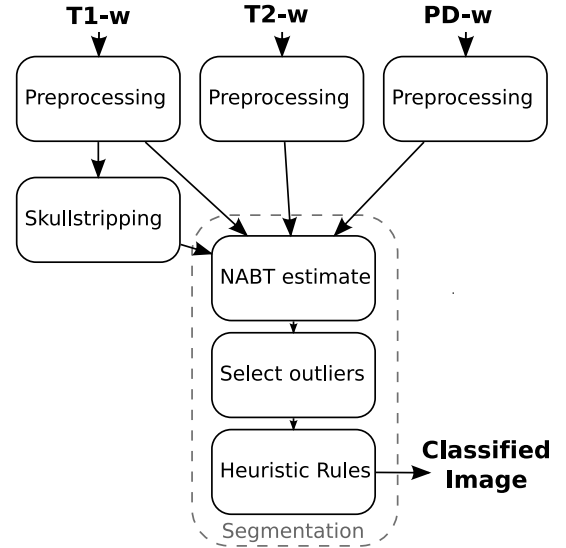 T1-w
T2-w
PD-w
Preprocessing
Preprocessing
Preprocessing
Skullstripping
NABT estimate
Select outliers
Heuristic Rules
Classified
Image
Segmentation